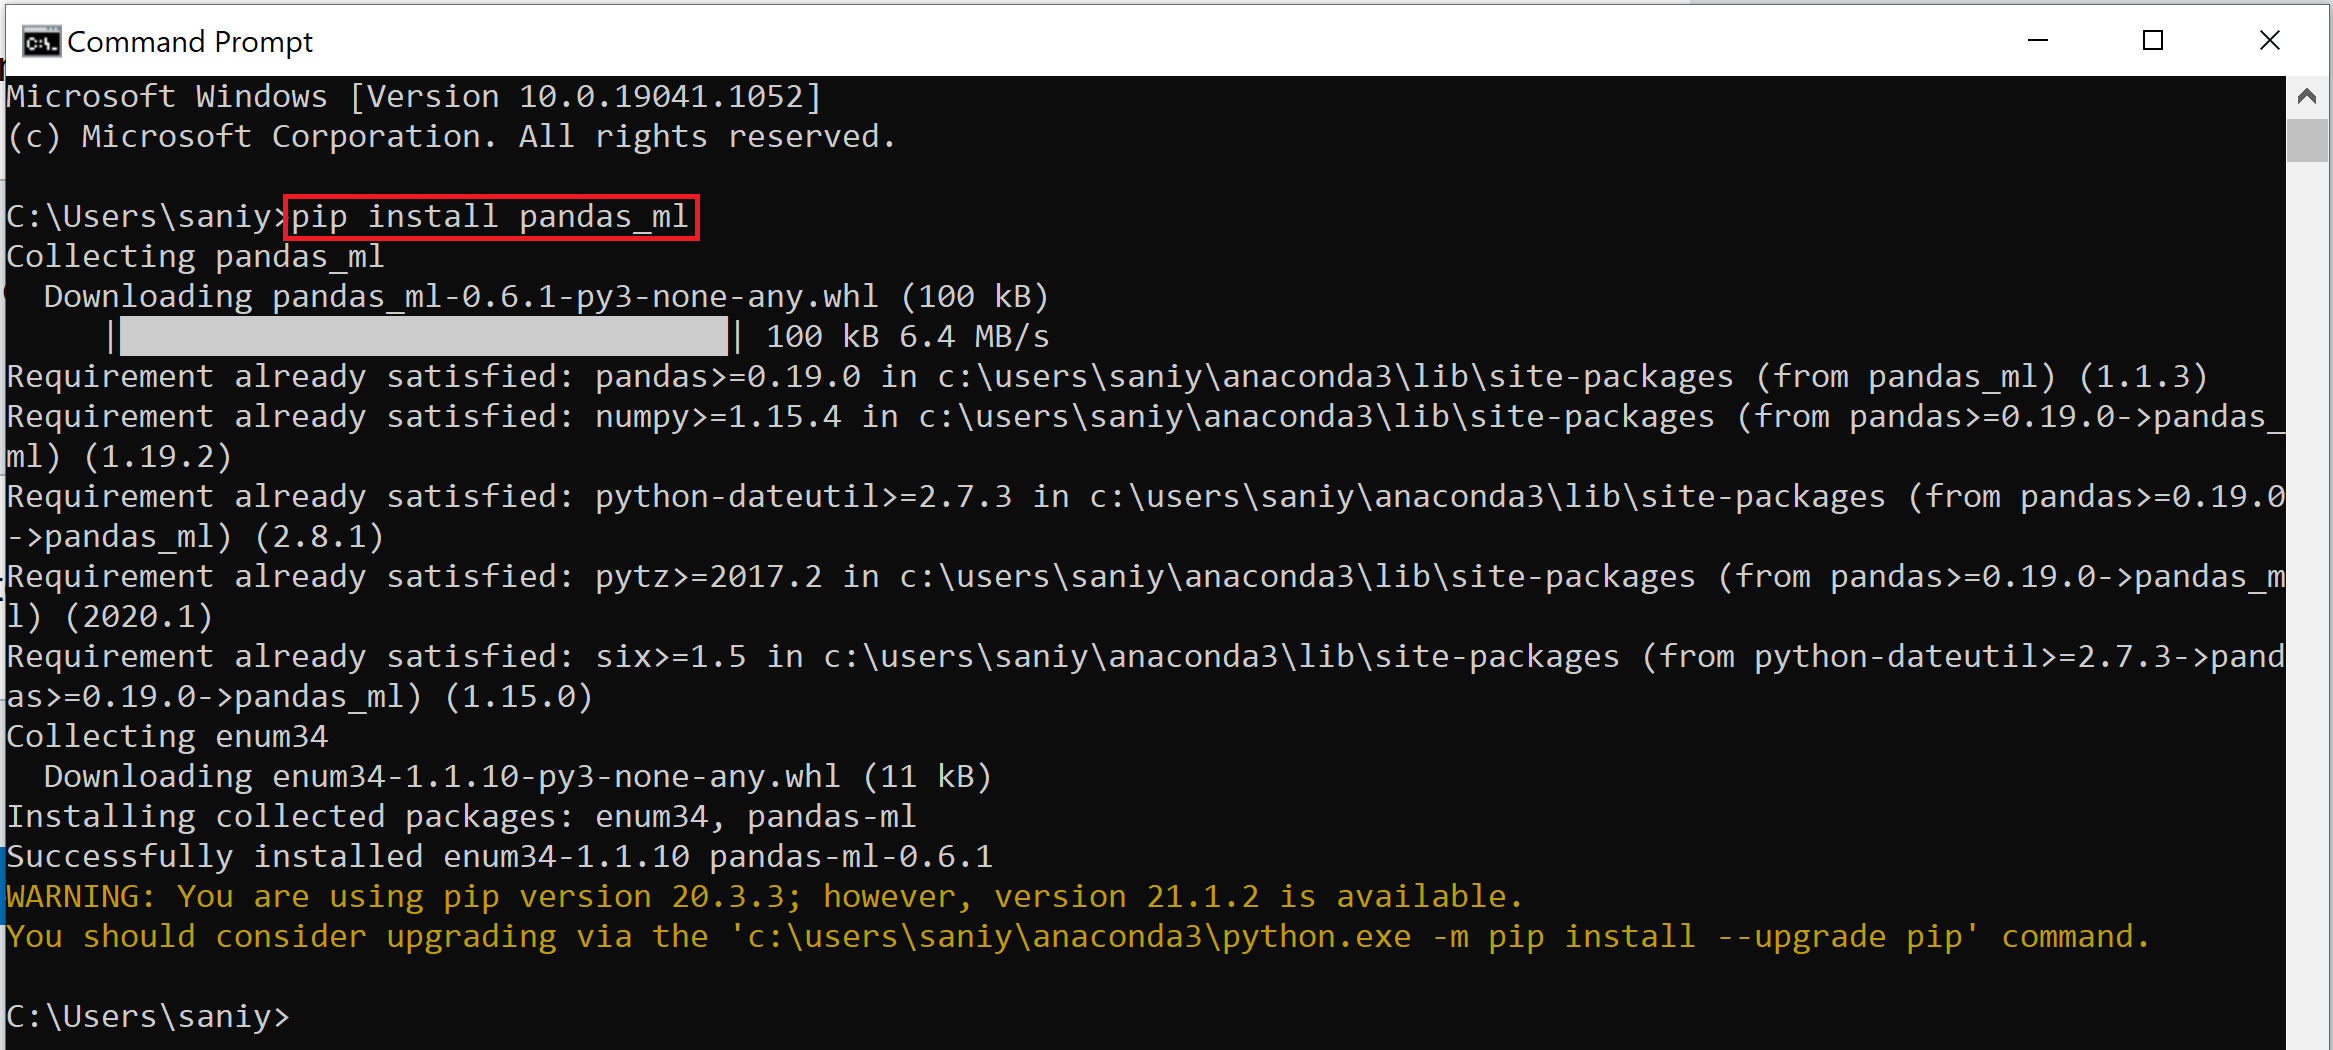 Command Prompt
Microsoft Windows [Version 10.0.19041.1052]
(c) Microsoft Corporation. All rights reserved.
C:\Users\saniy>pip install pandas_ml
Collecting pandas_ml
  Downloading pandas_ml-0.6.1-py3-none-any.whl (100 kB)
| 100 kB 6.4 MB/s
Requirement already satisfied: pandas>=0.19.0 in c:\users\saniy\anaconda3\lib\site-packages (from pandas_ml) (1.1.3)
Requirement already satisfied: numpy>=1.15.4 in c:\users\saniy\anaconda3\lib\site-packages (from pandas>=0.19.0->pandas_
ml) (1.19.2)
Requirement already satisfied: python-dateutil>=2.7.3 in c:\users\saniy\anaconda3\lib\site-packages (from pandas>=0.19.0
->pandas_ml) (2.8.1)
Requirement already satisfied: pytz>=2017.2 in c:\users\saniy\anaconda3\lib\site-packages (from pandas>=0.19.0->pandas_m
l) (2020.1)
Requirement already satisfied: six>=1.5 in c:\users\saniy\anaconda3\lib\site-packages (from python-dateutil>=2.7.3->pand
as>=0.19.0->pandas_ml) (1.15.0)
Collecting enum34
  Downloading enum34-1.1.10-py3-none-any.whl (11 kB)
Installing collected packages: enum34, pandas-ml
Successfully installed enum34-1.1.10 pandas-ml-0.6.1
WARNING: You are using pip version 20.3.3; however, version 21.1.2 is available.
You should consider upgrading via the 'c:\users\saniy\anaconda3\python.exe -m pip install --upgrade pip' command.
C:\Users\saniy>